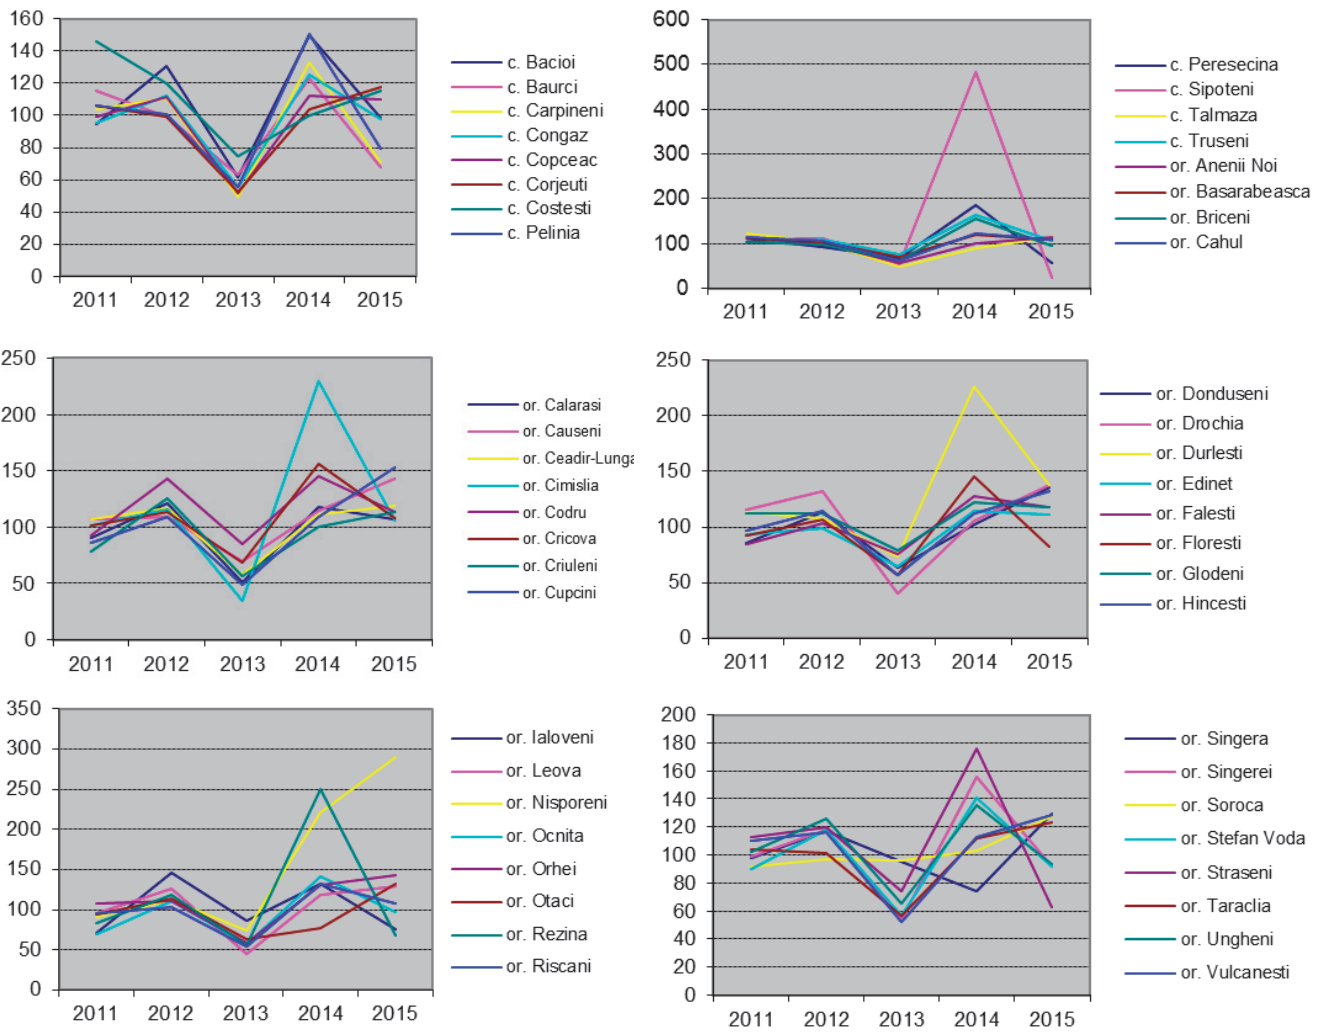 160
140
120
100
80
60
40
20
0
2011 2012 2013 2014 2015
c. Bacioi
c. Baurci
c. Carpineni
c. Congaz
c. Copceac
c. Corjeuti
c. Costesti
c. Pelinia
600
500
400
300
200
100
0
2011 2012 2013 2014 2015
c. Peresecina
c. Sipoteni
c. Talmaza
c. Truseni
or. Anenii Noi
or. Basarabeasca
or. Briceni
or. Cahul
250
200
150
100
50
0
2011 2012 2013 2014 2015
or. Calarasi
or. Causeni
or. Ceadir-Lunga
or. Cimislia
or. Codru
or. Cricova
or. Criuleni
or. Cupcini
250
200
150
100
50
0
2011 2012 2013 2014 2015
or. Donduseni
or. Drochia
or. Durlesti
or. Edinet
or. Falesti
or. Floresti
or. Glodeni
or. Hincesti
350
300
250
200
150
100
50
0
2011 2012 2013 2014 2015
or. Ialoveni
or. Leova
or. Nisporeni
or. Ocnita
or. Orhei
or. Otaci
or. Rezina
or. Riscani
200
180
160
140
120
100
80
60
40
20
0
2011 2012 2013 2014 2015
or. Singera
or. Singerei
or. Soroca
or. Stefan Voda
or. Straseni
or. Taraclia
or. Ungheni
or. Vulcanesti